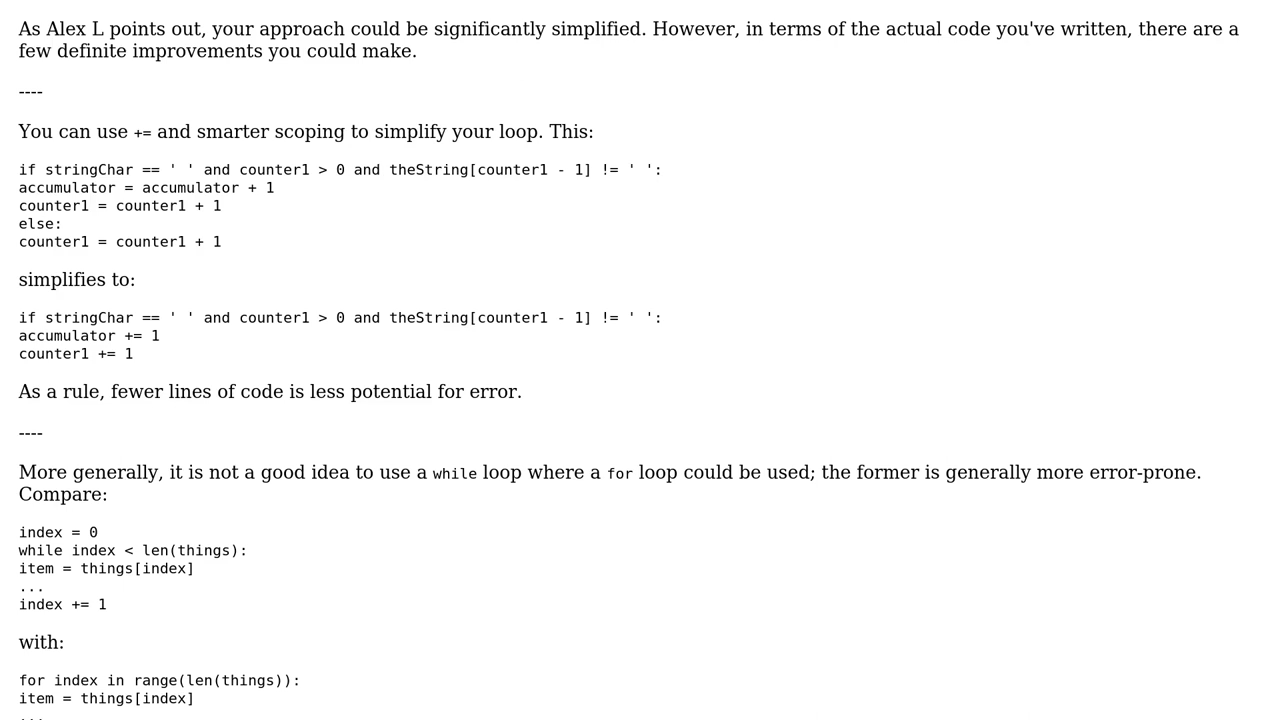 As Alex L points out, your approach could be significantly simplified. However, in terms of the actual code you've written, there are a
few definite improvements you could make.
----
You can use += and smarter scoping to simplify your loop. This:
if stringChar == ' ' and counter1 > 0 and theString[counter1 - 1] != ' ':
accumulator = accumulator + 1
counter1 = counter1 + 1
else:
counter1 = counter1 + 1
simplifies to:
if stringChar == ' ' and counter1 > 0 and theString[counter1 - 1] != ' ':
accumulator += 1
counter1 += 1
As a rule, fewer lines of code is less potential for error.
----
More generally, it is not a good idea to use a while loop where a for loop could be used; the former is generally more error-prone.
Compare:
index = 0
while index < len(things):
item = things[index]
...
index += 1
with:
for index in range(len(things)):
item = things[index]
...